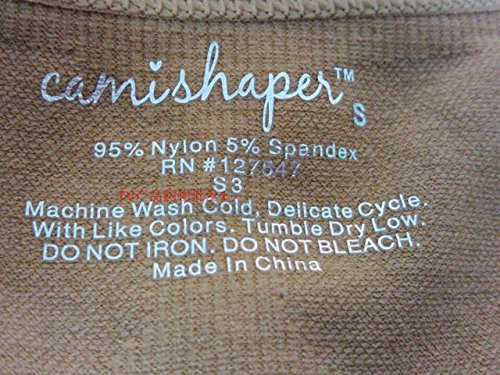 camishaper™
S
95% Nylon 5% Spandex
RN #127647
S3
Machine Wash Cold, Delicate Cycle.
With Like Colors. Tumble Dry Low.
DO NOT IRON. DO NOT BLEACH.
Made In China